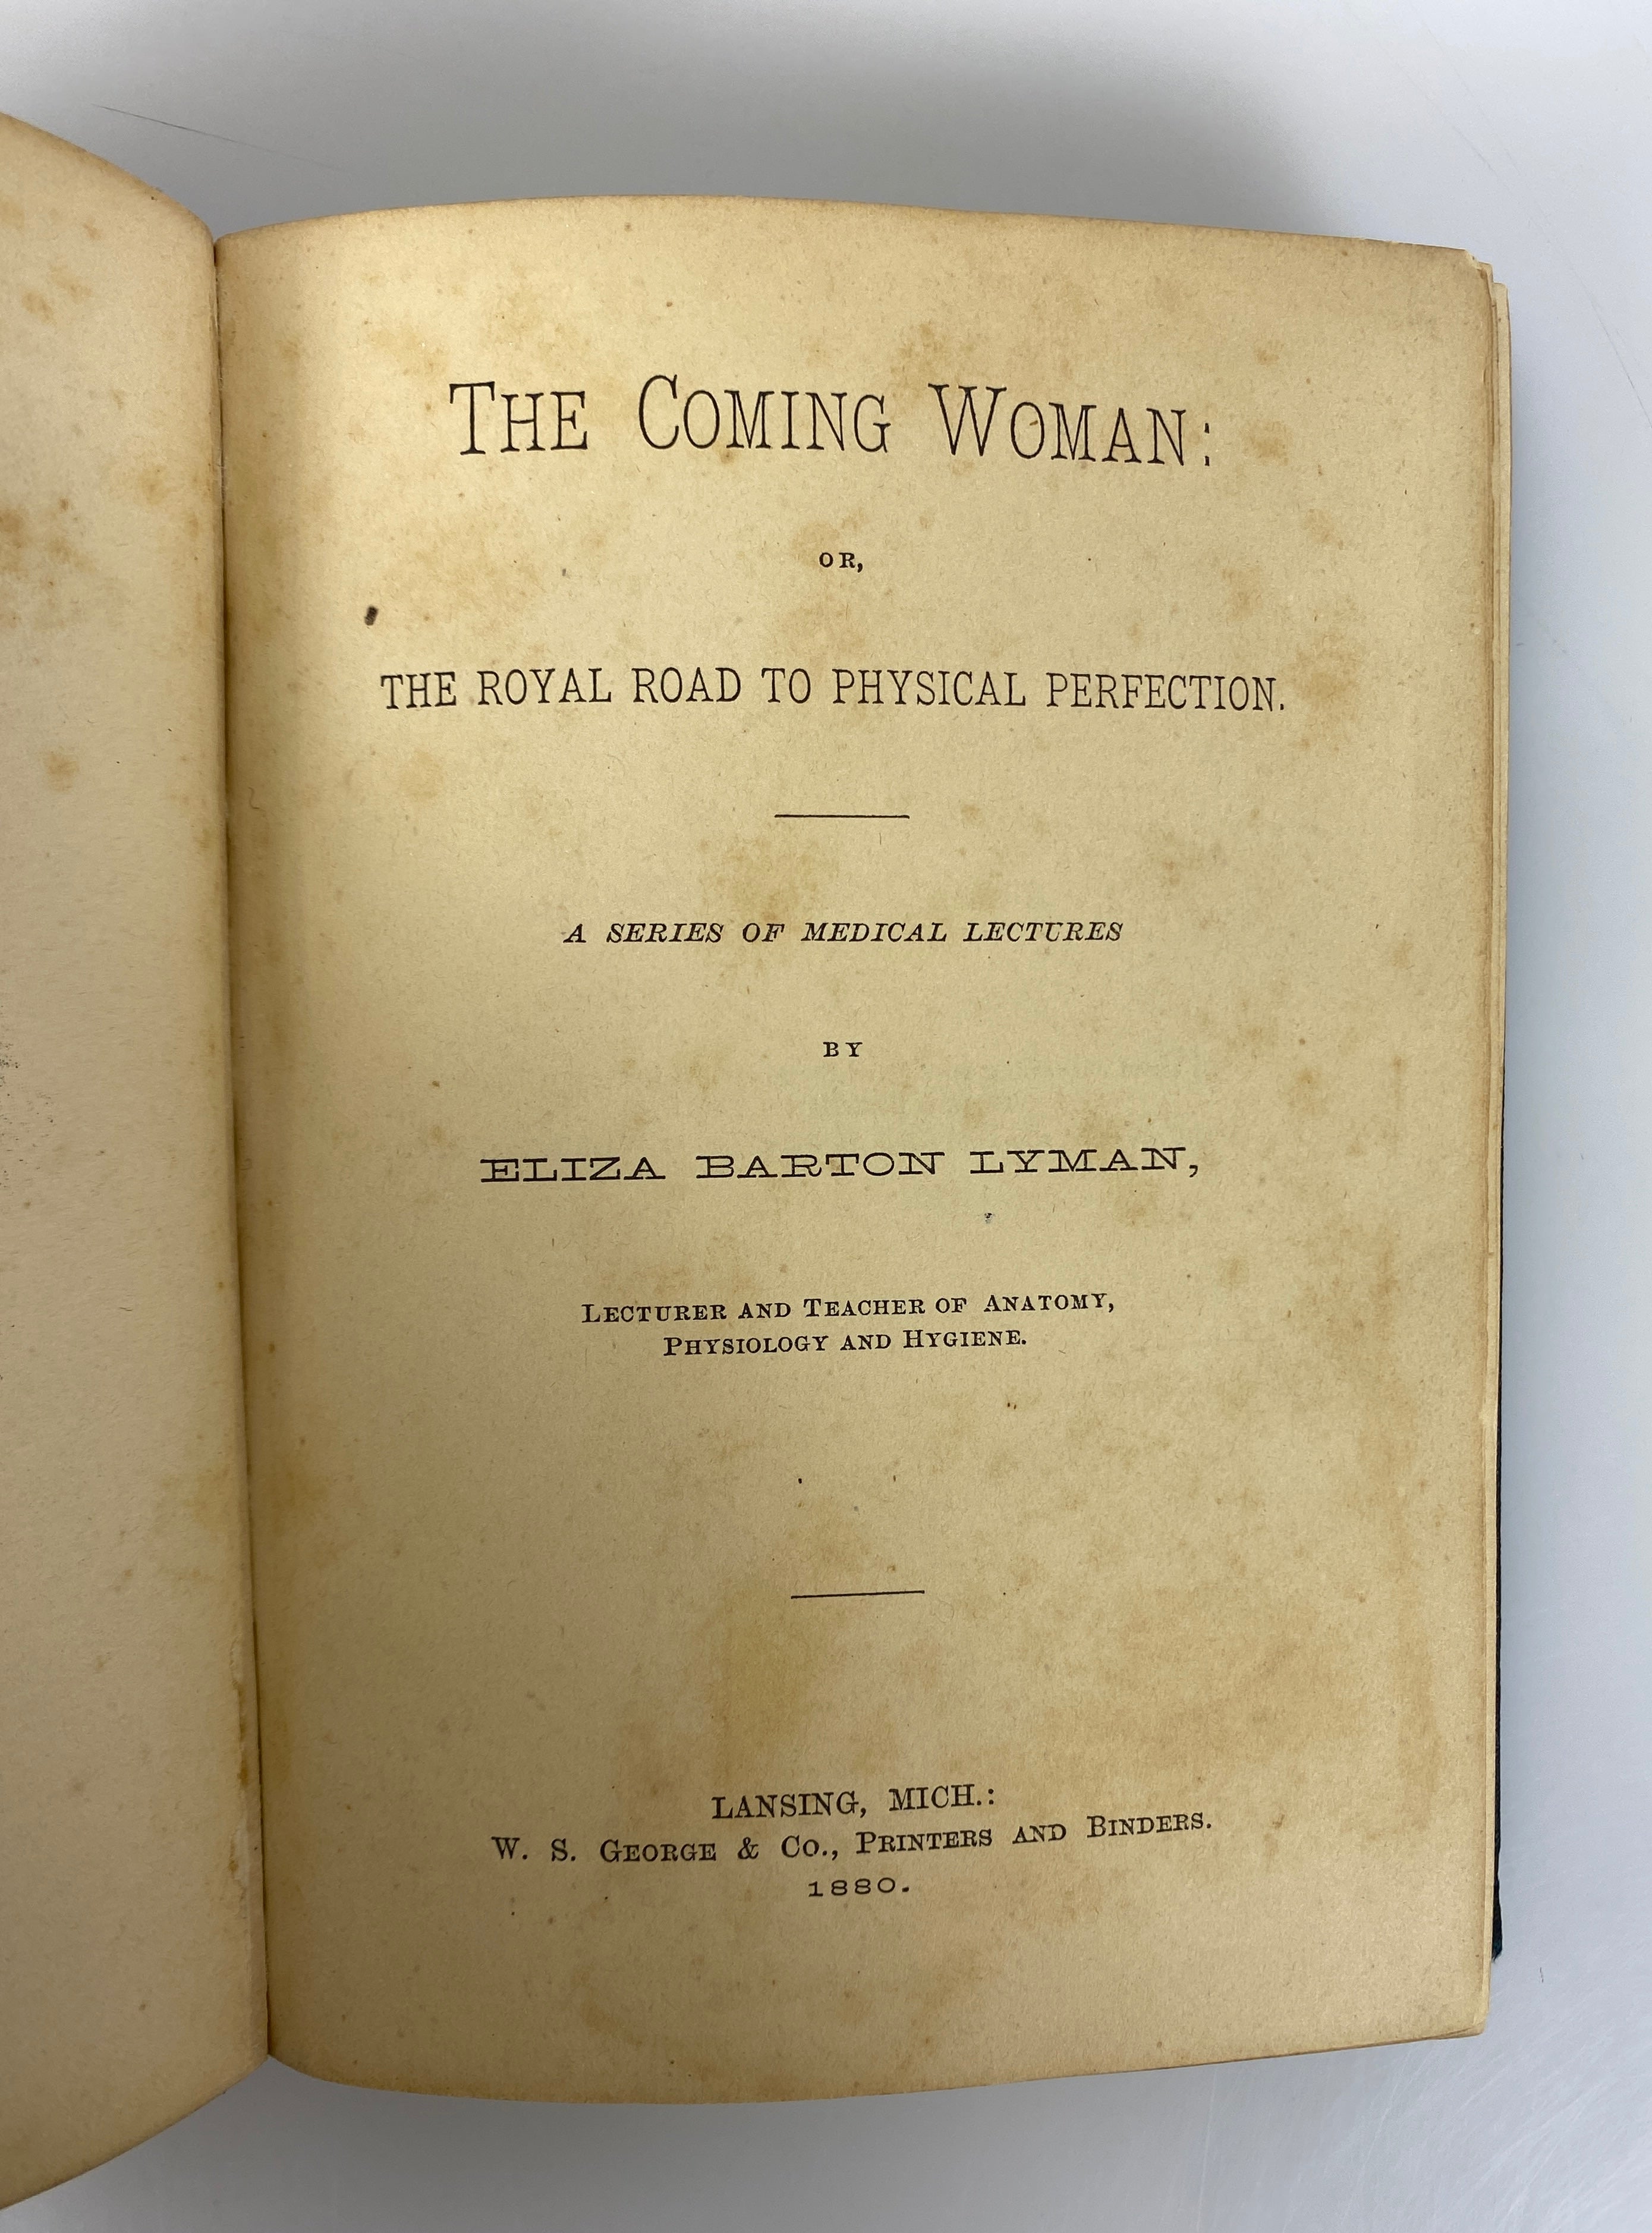 THE COMING WOMAN:
OR,
THE ROYAL ROAD TO PHYSICAL PERFECTION.
A SERIES OF MEDICAL LECTURES
BY
ELIZA BARTON LYMAN,
LECTURER AND TEACHER OF ANATOMY,
PHYSIOLOGY AND HYGIENE.
LANSING, MICH.:
W. S. GEORGE & CO., PRINTERS AND BINDERS.
1880.